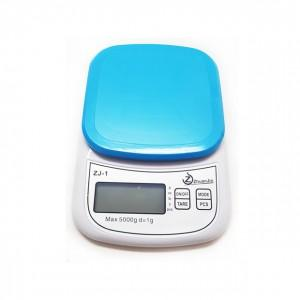 ZJ-1
ON/OFF
TARE
MODE
PCS
Max 5000g d=1g